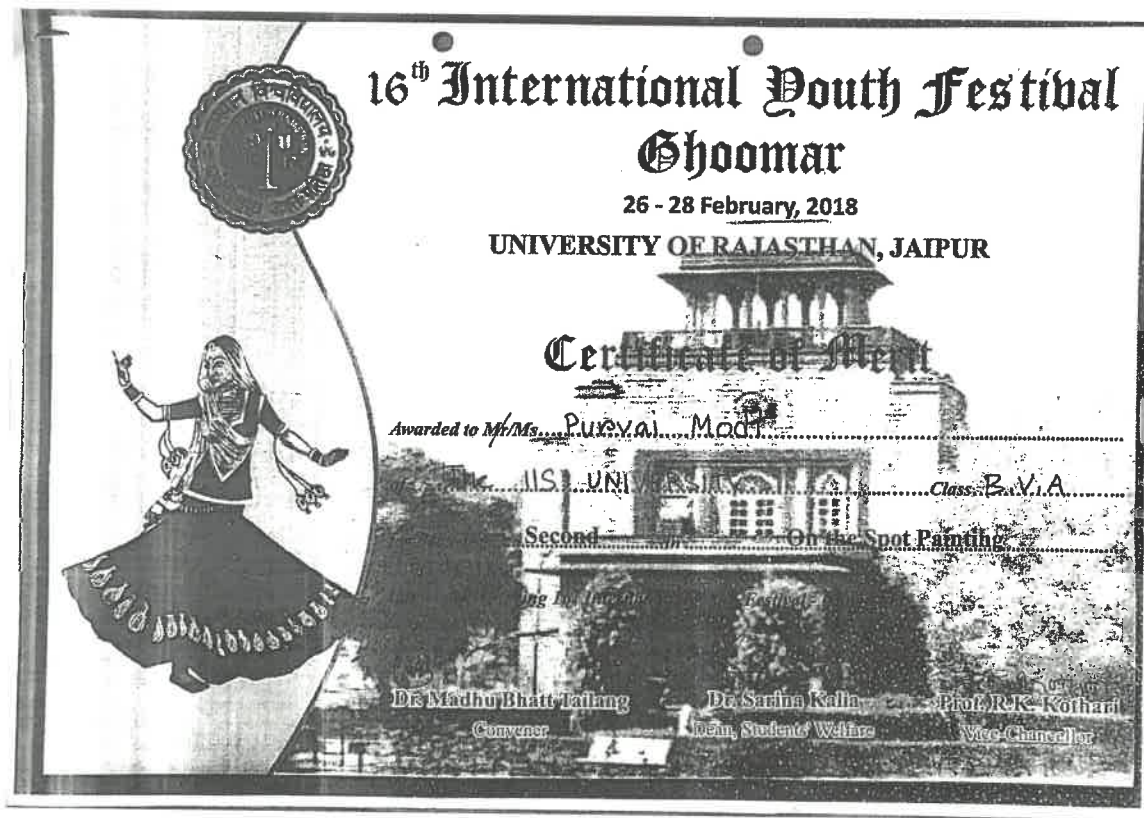 16th International Youth Festival
Ghoomar
26 - 28 February, 2018
UNIVERSITY OF RAJASTHAN, JAIPUR
Certificate of Merit
Awarded to Mr/Ms. Purvai Modi
The IIS UNIVERSITY Class B.V.A
Second On the Spot Painting
Festival
Dr. Madhu Bhatt Tailang Dr. Sarina Kalia Prof. R.K. Kothari
Convener Dean, Students' Welfare Vice-Chancellor